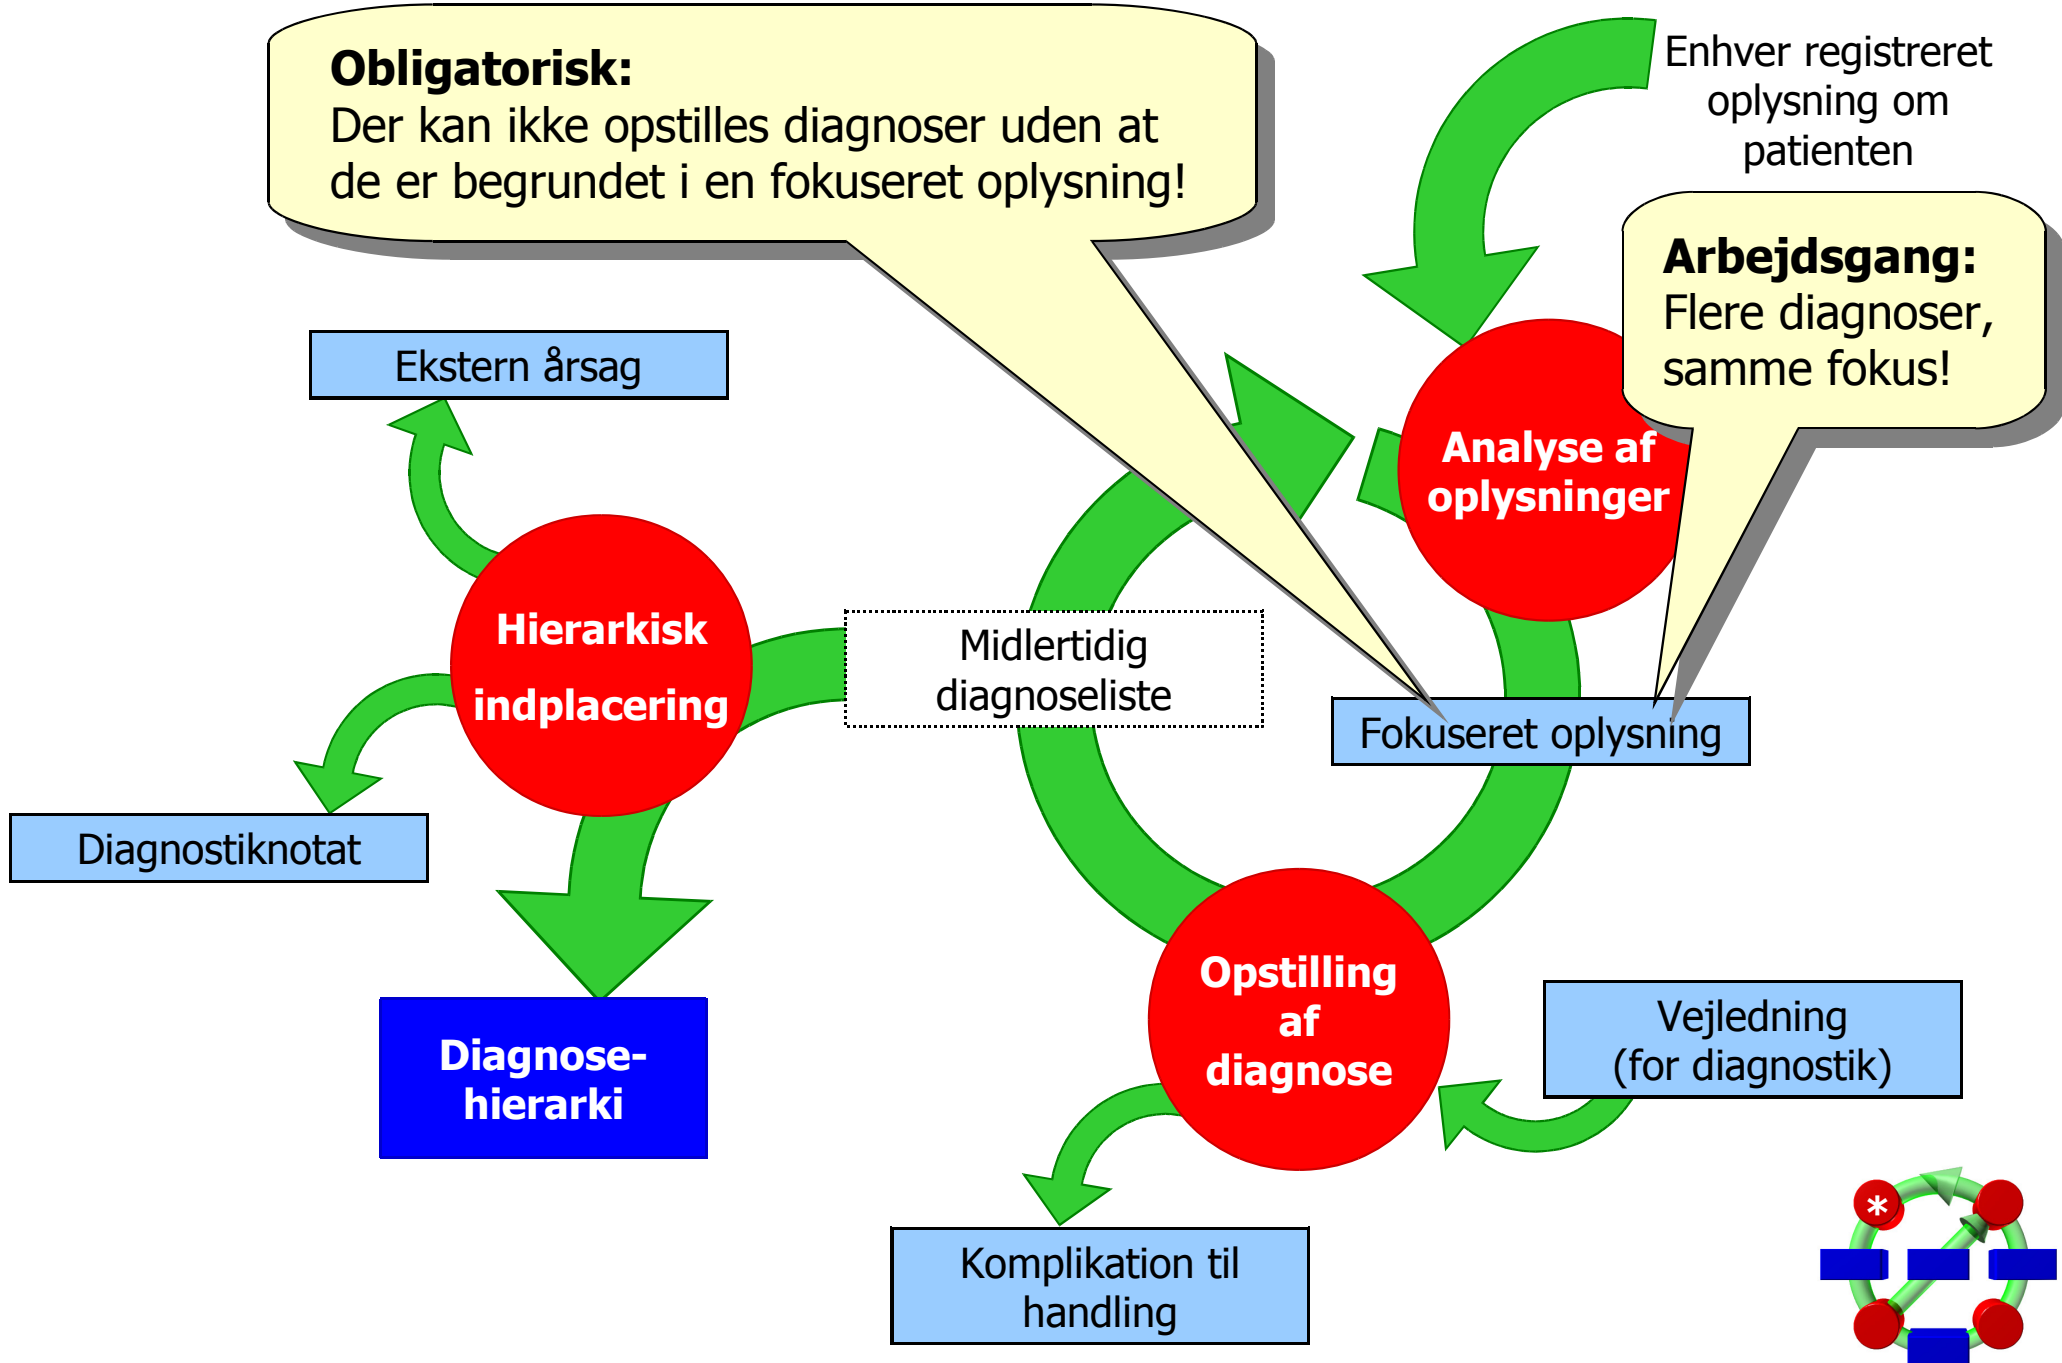 Obligatorisk:
Der kan ikke opstilles diagnoser uden at
de er begrundet i en fokuseret oplysning!
Enhver registreret
oplysning om
patienten
Arbejdsgang:
Flere diagnoser,
samme fokus!
Ekstern årsag
Analyse af
oplysninger
Hierarkisk
indplacering
Midlertidig
diagnoseliste
Fokuseret oplysning
Diagnostiknotat
Opstilling
af
diagnose
Vejledning
(for diagnostik)
Diagnose-
hierarki
Komplikation til
handling
*